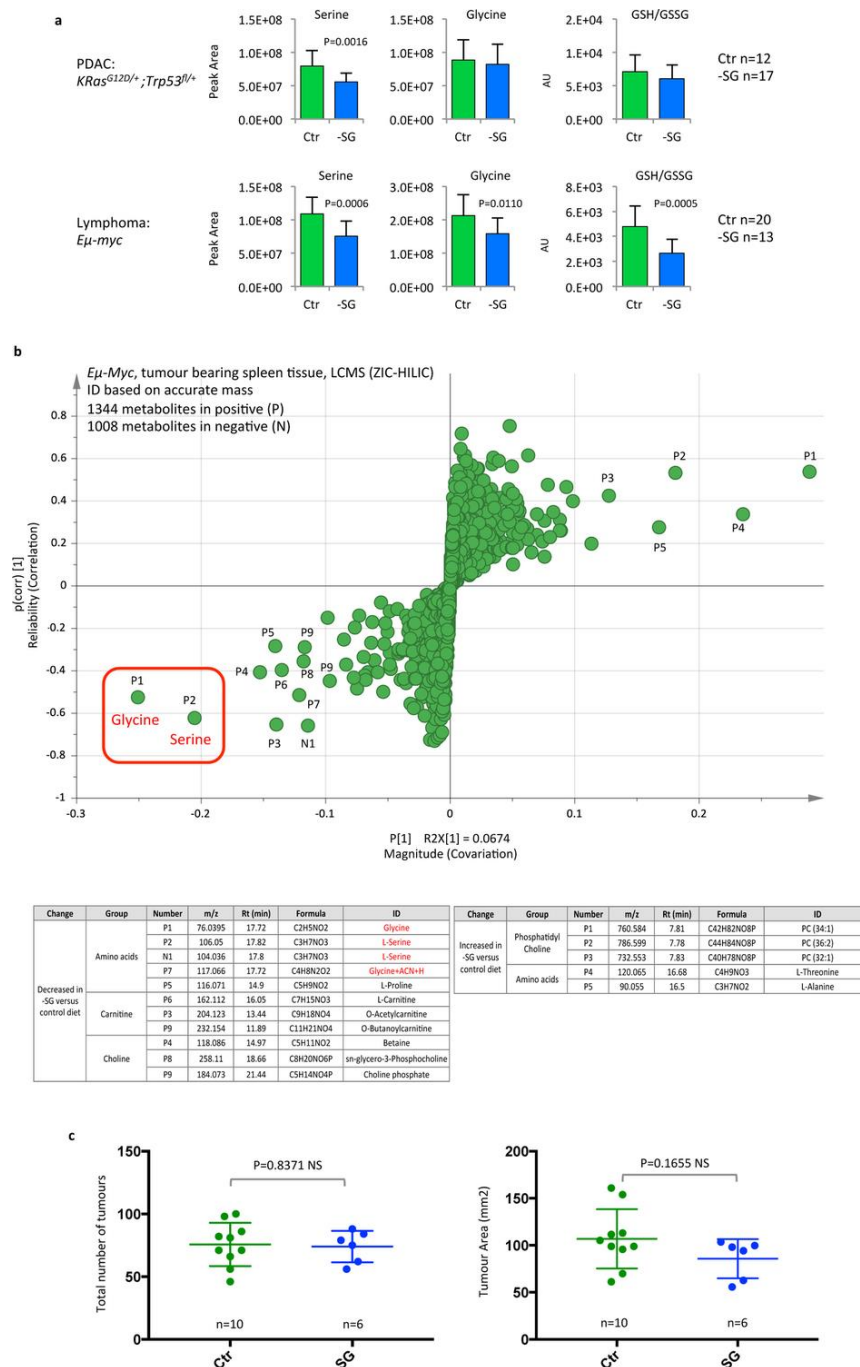 a
Serine
Glycine
GSH/GSSG
PDAC:
KRasG12D/+;Trp53fl/+
Peak Area
1.5E+08
1.0E+08
5.0E+07
0.0E+00
P=0.0016
Ctr
-SG
1.5E+08
1.0E+08
5.0E+07
0.0E+00
Ctr
-SG
AU
2.E+04
1.E+04
5.E+03
0.E+00
Ctr
-SG
Ctr n=12
-SG n=17
Serine
Glycine
GSH/GSSG
Lymphoma:
Eμ-myc
Peak Area
1.5E+08
1.0E+08
5.0E+07
0.0E+00
P=0.0006
Ctr
-SG
3.0E+08
2.0E+08
1.0E+08
0.0E+00
P=0.0110
Ctr
-SG
AU
8.E+03
6.E+03
4.E+03
2.E+03
0.E+00
P=0.0005
Ctr
-SG
Ctr n=20
-SG n=13
b
Eμ-Myc, tumour bearing spleen tissue, LCMS (ZIC-HILIC)
ID based on accurate mass
1344 metabolites in positive (P)
1008 metabolites in negative (N)
p(corr) [1]
Reliability (Correlation)
0.8
0.6
0.4
0.2
0
-0.2
-0.4
-0.6
-0.8
-1
P1
P2
P3
P4
P5
P5
P9
P4
P6
P8
P9
P7
P3
N1
P1
P2
Glycine
Serine
-0.3
-0.2
-0.1
0
0.1
0.2
P[1] R2X[1] = 0.0674
Magnitude (Covariation)
Change Group Number m/z Rt (min) Formula ID
Decreased in -SG versus control diet
Amino acids
P1 76.0395 17.72 C2H5NO2 Glycine
P2 106.05 17.82 C3H7NO3 L-Serine
N1 104.036 17.8 C3H7NO3 L-Serine
P7 117.066 17.72 C4H8N2O2 Glycine+ACN+H
P5 116.071 14.9 C5H9NO2 L-Proline
Carnitine
P6 162.112 16.05 C7H15NO3 L-Carnitine
P3 204.123 13.44 C9H18NO4 O-Acetylcarnitine
P9 232.154 11.89 C11H21NO4 O-Butanoylcarnitine
Choline
P4 118.086 14.97 C5H11NO2 Betaine
P8 258.11 18.66 C8H20NO6P sn-glycero-3-Phosphocholine
P9 184.073 21.44 C5H14NO4P Choline phosphate
Change Group Number m/z Rt (min) Formula ID
Increased in -SG versus control diet
Phosphatidyl Choline
P1 760.584 7.81 C42H82NO8P PC (34:1)
P2 786.599 7.78 C44H84NO8P PC (36:2)
P3 732.553 7.83 C40H78NO8P PC (32:1)
Amino acids
P4 120.065 16.68 C4H9NO3 L-Threonine
P5 90.055 16.5 C3H7NO2 L-Alanine
c
Total number of tumours
150
100
50
0
P=0.8371 NS
n=10
n=6
Ctr
SG
Tumour Area (mm2)
200
150
100
50
0
P=0.1655 NS
n=10
n=6
Ctr
SG